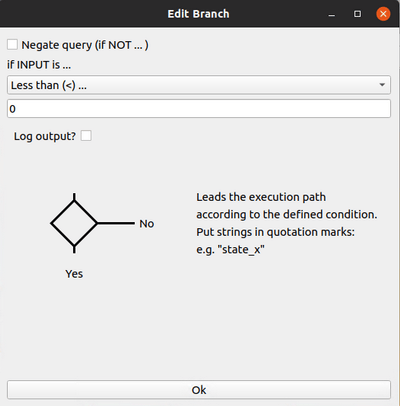 Edit Branch
Negate query (if NOT ... )
if INPUT is ...
Less than (<) ...
0
Log output?
No
Yes
Leads the execution path
according to the defined condition.
Put strings in quotation marks:
e.g. "state_x"
Ok